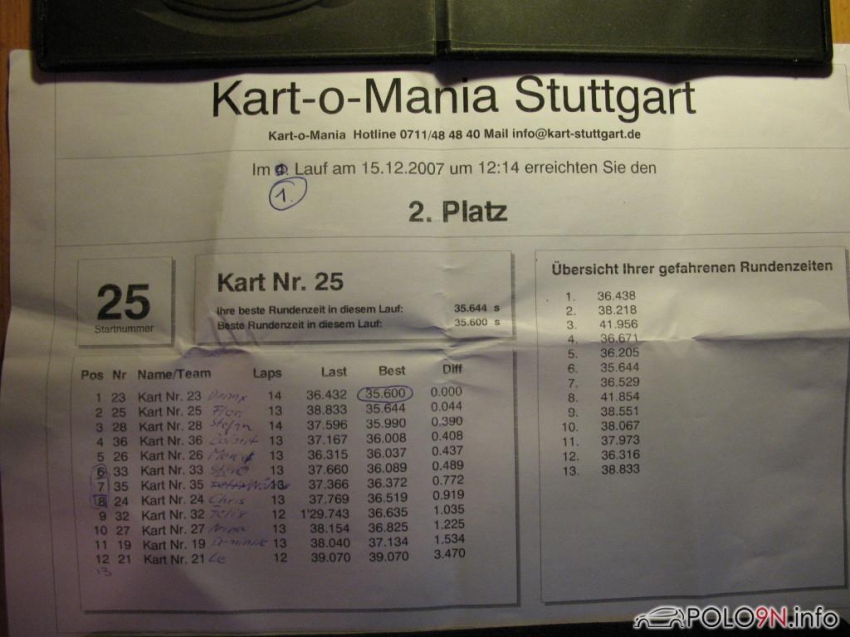 Kart-o-Mania Stuttgart
Kart-o-Mania Hotline 0711/48 48 40 Mail info@kart-stuttgart.de
Im Lauf am 15.12.2007 um 12:14 erreichten Sie den
1.
2. Platz
25
Startnummer
Kart Nr. 25
Ihre beste Rundenzeit in diesem Lauf: 35.644 s
Beste Rundenzeit in diesem Lauf: 35.600 s
Pos Nr Name/Team Laps Last Best Diff
1 23 Kart Nr. 23 14 36.432 35.600 0.000
2 25 Kart Nr. 25 13 38.833 35.644 0.044
3 28 Kart Nr. 28 Stefan 14 37.596 35.990 0.390
4 36 Kart Nr. 36 13 37.167 36.008 0.408
5 26 Kart Nr. 26 13 36.315 36.037 0.437
6 33 Kart Nr. 33 13 37.660 36.089 0.489
7 35 Kart Nr. 35 13 37.366 36.372 0.772
8 24 Kart Nr. 24 Chris 13 37.769 36.519 0.919
9 32 Kart Nr. 32 12 1'29.743 36.635 1.035
10 27 Kart Nr. 27 13 38.154 36.825 1.225
11 19 Kart Nr. 19 13 38.040 37.134 1.534
12 21 Kart Nr. 21 12 39.070 39.070 3.470
13
Übersicht Ihrer gefahrenen Rundenzeiten
1. 36.438
2. 38.218
3. 41.956
4. 36.671
5. 36.205
6. 35.644
7. 36.529
8. 41.854
9. 38.551
10. 38.067
11. 37.973
12. 36.316
13. 38.833
POLO9N.info